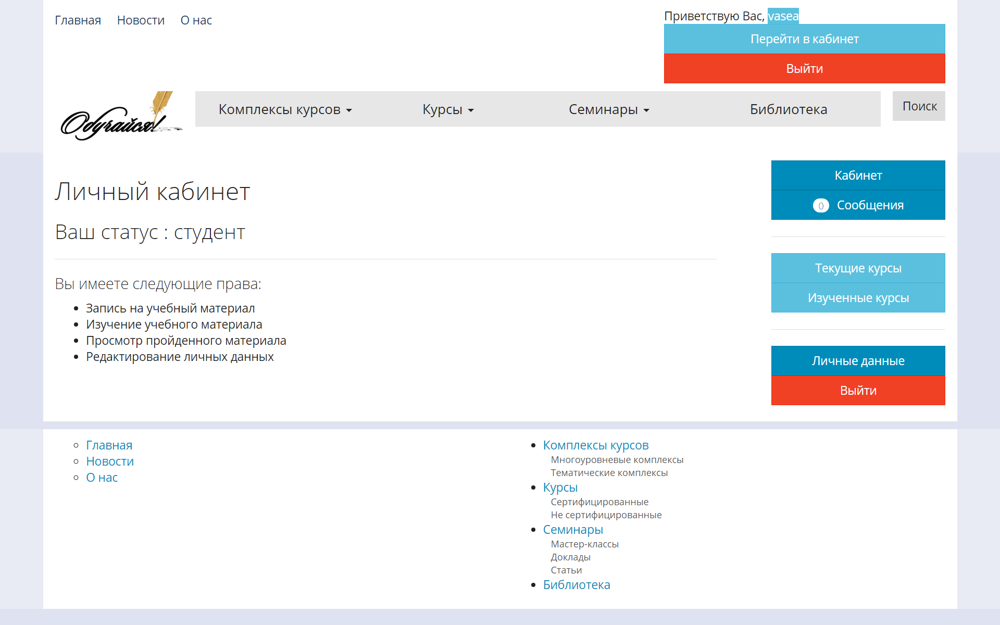 Главная Новости О нас
Приветствую Вас, vasea
Перейти в кабинет
Выйти
Обучайся!
Комплексы курсов Курсы Семинары Библиотека
Поиск
Личный кабинет
Ваш статус : студент
Вы имеете следующие права:
Запись на учебный материал
Изучение учебного материала
Просмотр пройденного материала
Редактирование личных данных
Кабинет
0 Сообщения
Текущие курсы
Изученные курсы
Личные данные
Выйти
Главная
Новости
О нас
Комплексы курсов
Многоуровневые комплексы
Тематические комплексы
Курсы
Сертифицированные
Не сертифицированные
Семинары
Мастер-классы
Доклады
Статьи
Библиотека